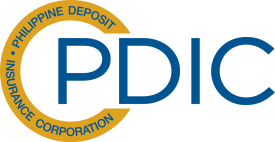 PHILIPPINE DEPOSIT
INSURANCE CORPORATION •
PDIC